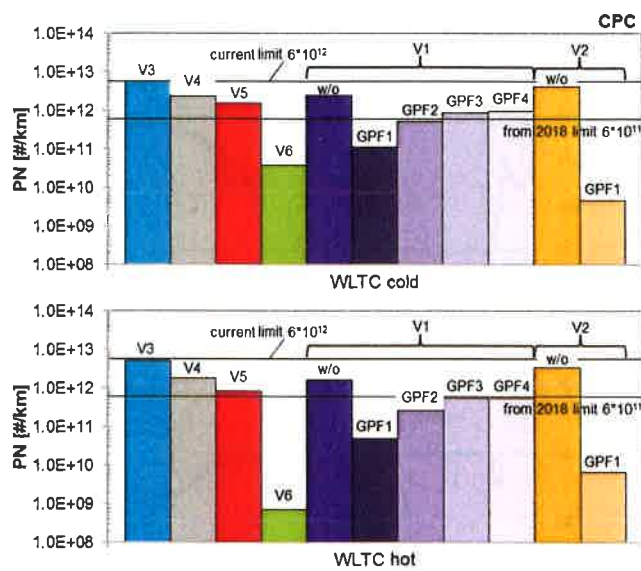 CPC
1.0E+14
1.0E+13
1.0E+12
1.0E+11
1.0E+10
1.0E+09
1.0E+08
PN [#/km]
current limit 6*10¹²
V1
V2
V3
V4
V5
V6
w/o
GPF1
GPF2
GPF3
GPF4
w/o
GPF1
from 2018 limit 6*10¹¹
WLTC cold
1.0E+14
1.0E+13
1.0E+12
1.0E+11
1.0E+10
1.0E+09
1.0E+08
PN [#/km]
current limit 6*10¹²
V1
V2
V3
V4
V5
V6
w/o
GPF1
GPF2
GPF3
GPF4
w/o
GPF1
from 2018 limit 6*10¹¹
WLTC hot